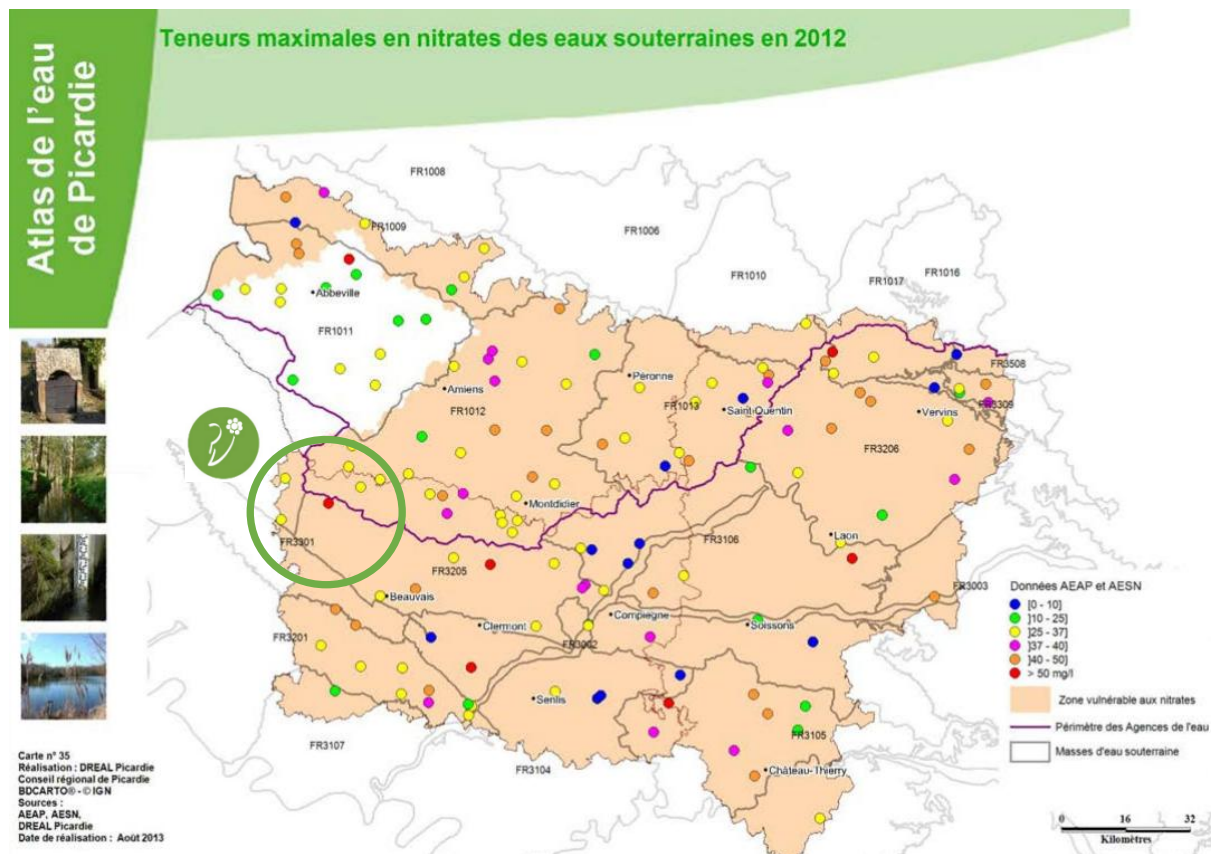 Atlas de l'eau
de Picardie
Teneurs maximales en nitrates des eaux souterraines en 2012
FR1008
FR1009
FR1006
FR1010
FR1017
FR1016
Abbeville
FR1011
FR3508
Péronne
Amiens
FR1013
Saint-Quentin
Vervins
FR3309
FR1012
FR3206
Montdidier
FR3301
FR3106
Laon
FR3205
FR3003
Beauvais
Compiègne
Clermont
Soissons
FR3201
FR3002
Senlis
FR3105
FR3107
FR3104
Château-Thierry
Données AEAP et AESN
[0 - 10]
]10 - 25]
]25 - 37]
]37 - 40]
]40 - 50]
> 50 mg/l
Zone vulnérable aux nitrates
Périmètre des Agences de l'eau
Masses d'eau souterraine
0 16 32
Kilomètres
Carte n° 35
Réalisation : DREAL Picardie
Conseil régional de Picardie
BDCARTO® - © IGN
Sources :
AEAP, AESN,
DREAL Picardie
Date de réalisation : Août 2013